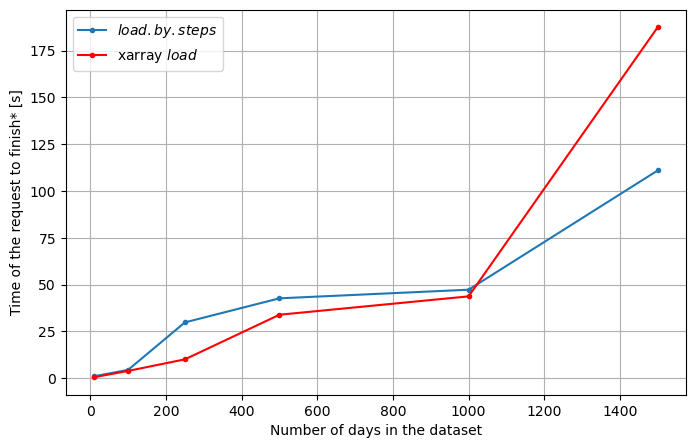 load.by.steps
xarray load
175
150
125
100
75
50
25
0
Time of the request to finish* [s]
0 200 400 600 800 1000 1200 1400
Number of days in the dataset